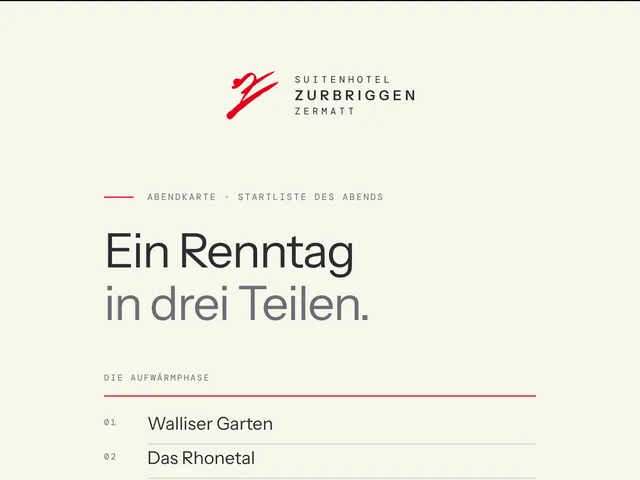 SUITENHOTEL
ZURBRIGGEN
ZERMATT
ABENDKARTE · STARTLISTE DES ABENDS
Ein Renntag
in drei Teilen.
DIE AUFWÄRMPHASE
01 Walliser Garten
02 Das Rhonetal